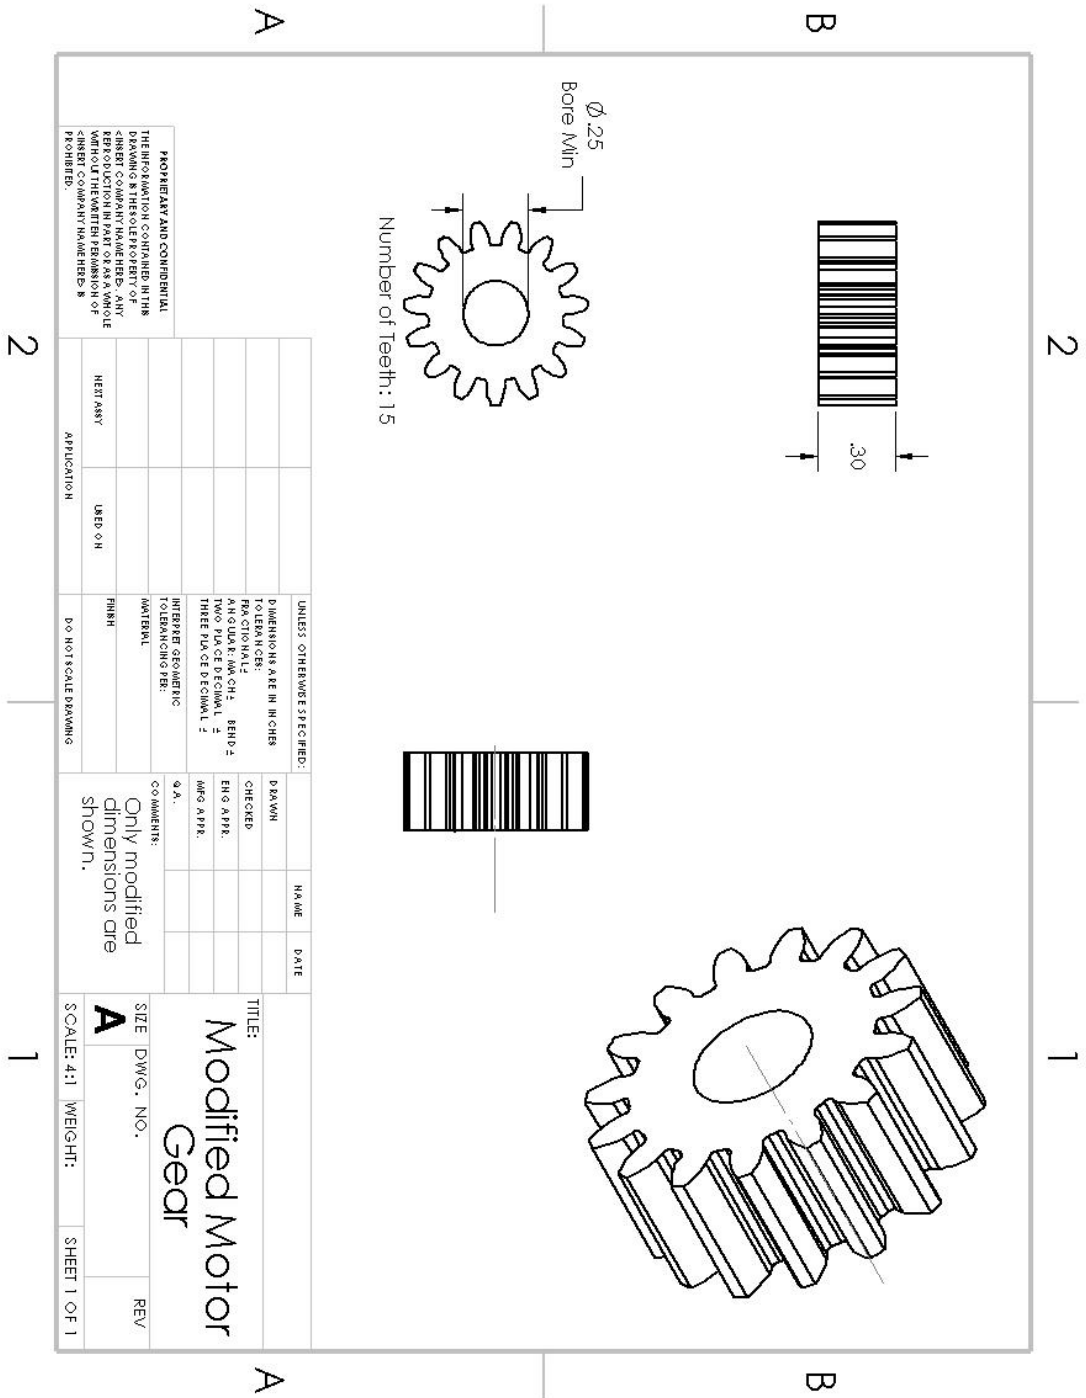 2
1
B
B
A
A
2
1
.30
Ø.25
Bore Min
Number of Teeth: 15
PROPRIETARY AND CONFIDENTIAL
THE INFORMATION CONTAINED IN THIS
DRAWING IS THE SOLE PROPERTY OF
<INSERT COMPANY NAME HERE>. ANY
REPRODUCTION IN PART OR AS A WHOLE
WITHOUT THE WRITTEN PERMISSION OF
<INSERT COMPANY NAME HERE> IS
PROHIBITED.
NEXT ASSY
USED ON
APPLICATION
UNLESS OTHERWISE SPECIFIED:
DIMENSIONS ARE IN INCHES
TOLERANCES:
FRACTIONAL±
ANGULAR: MACH± BEND±
TWO PLACE DECIMAL ±
THREE PLACE DECIMAL ±
INTERPRET GEOMETRIC
TOLERANCING PER:
MATERIAL
FINISH
DO NOT SCALE DRAWING
NAME
DATE
DRAWN
CHECKED
ENG APPR.
MFG APPR.
Q.A.
COMMENTS:
Only modified
dimensions are
shown.
TITLE:
Modified Motor
Gear
SIZE
A
DWG. NO.
REV
SCALE: 4:1
WEIGHT:
SHEET 1 OF 1